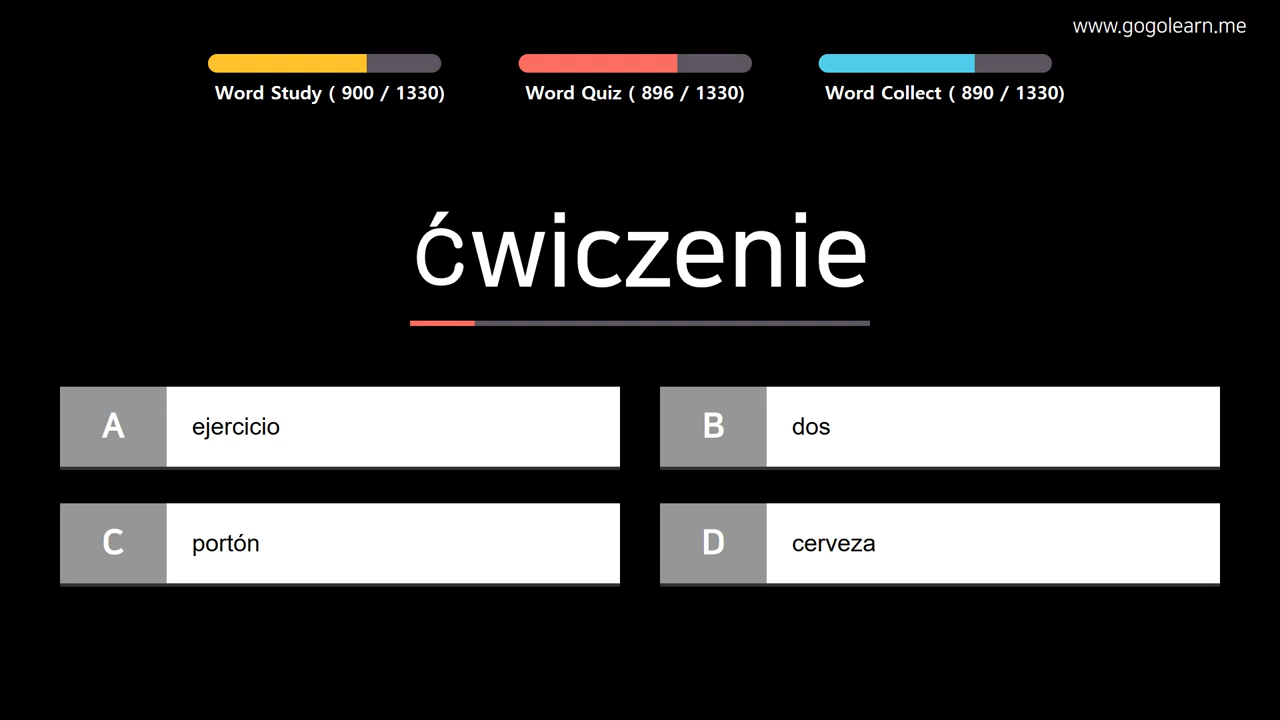 www.gogolearn.me
Word Study ( 900 / 1330)
Word Quiz ( 896 / 1330)
Word Collect ( 890 / 1330)
ćwiczenie
A ejercicio
B dos
C portón
D cerveza